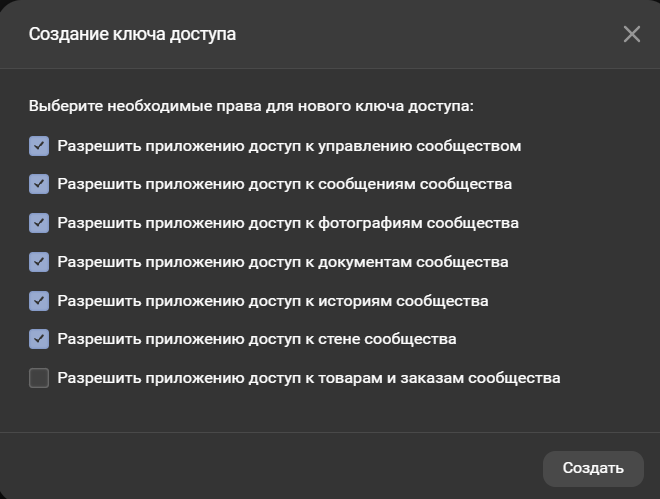 Создание ключа доступа
Выберите необходимые права для нового ключа доступа:
Разрешить приложению доступ к управлению сообществом
Разрешить приложению доступ к сообщениям сообщества
Разрешить приложению доступ к фотографиям сообщества
Разрешить приложению доступ к документам сообщества
Разрешить приложению доступ к историям сообщества
Разрешить приложению доступ к стене сообщества
Разрешить приложению доступ к товарам и заказам сообщества
Создать